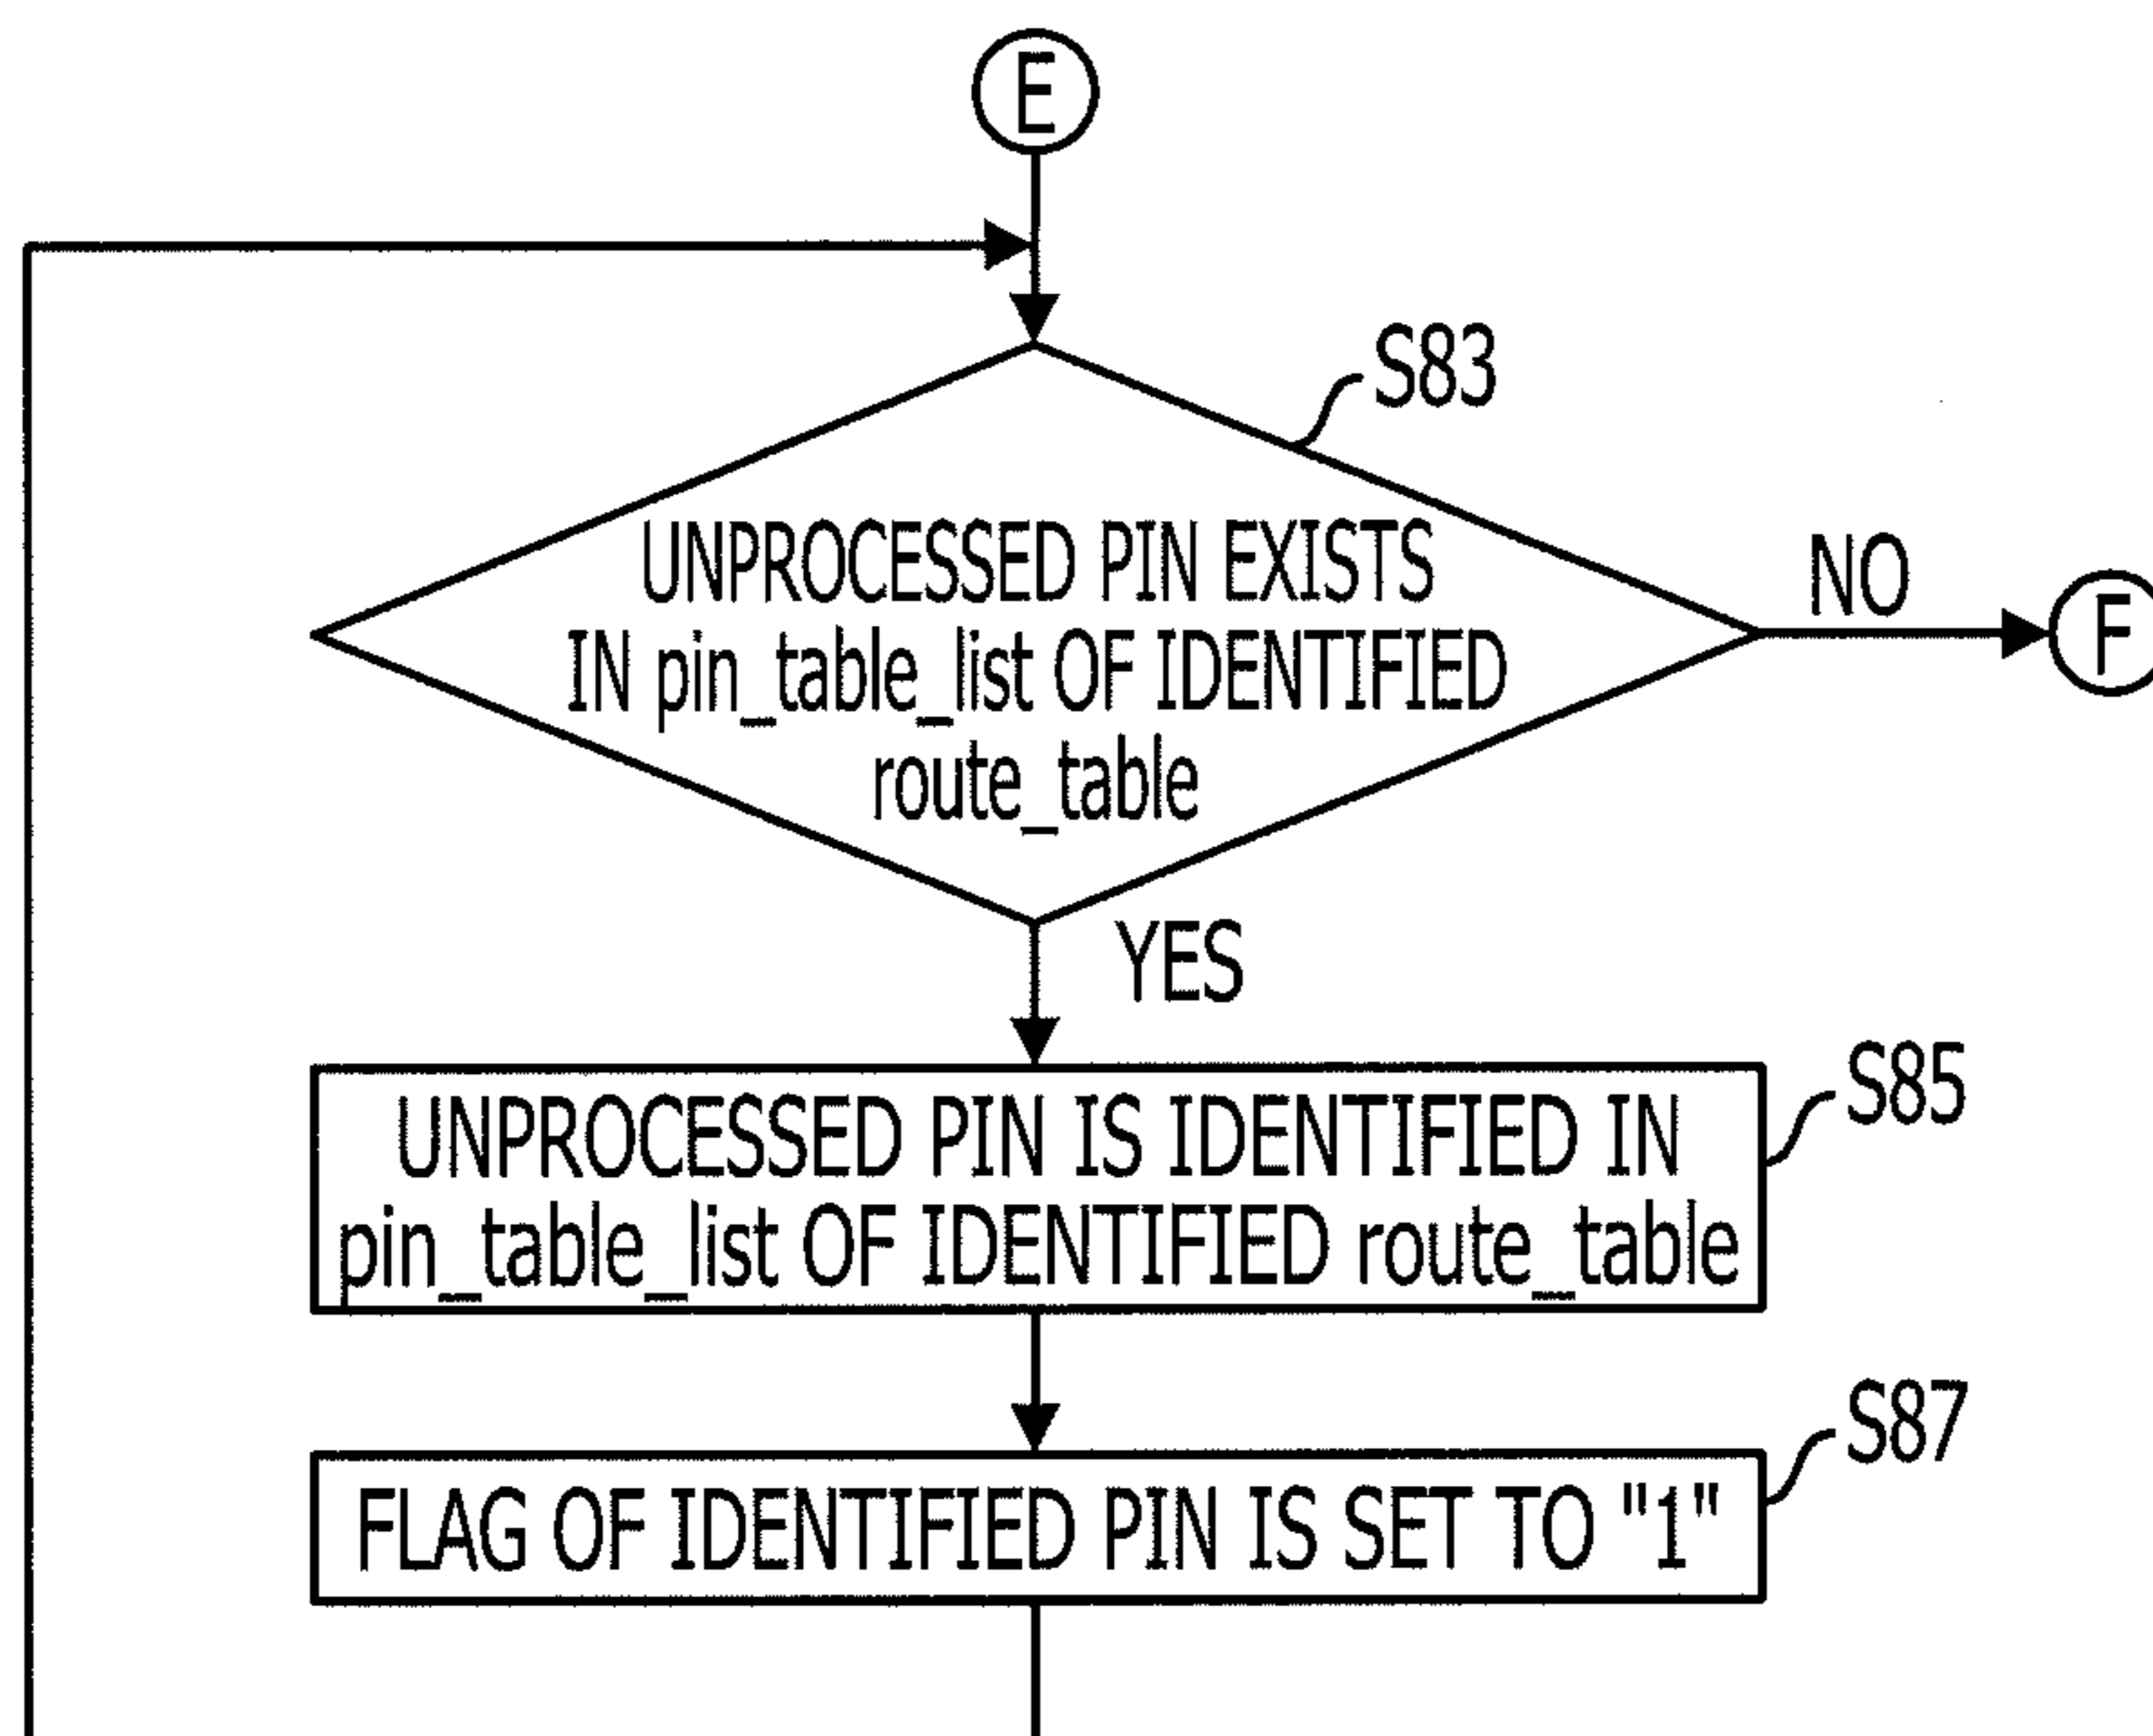 E
S83
UNPROCESSED PIN EXISTS
IN pin_table_list OF IDENTIFIED
route_table
NO
F
YES
S85
UNPROCESSED PIN IS IDENTIFIED IN
pin_table_list OF IDENTIFIED route_table
S87
FLAG OF IDENTIFIED PIN IS SET TO "1"